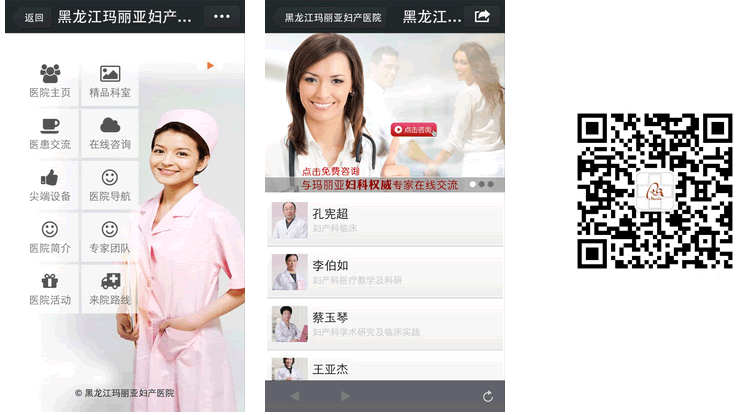 返回
黑龙江玛丽亚妇产...
医院主页
精品科室
医患交流
在线咨询
尖端设备
医院导航
医院简介
专家团队
医院活动
来院路线
© 黑龙江玛丽亚妇产医院
黑龙江玛丽亚妇产医院
黑龙江...
点击咨询
点击免费咨询
与玛丽亚妇科权威专家在线交流
孔宪超
妇产科临床
李伯如
妇产科医疗教学及科研
蔡玉琴
妇产科学术研究及临床实践
王亚杰